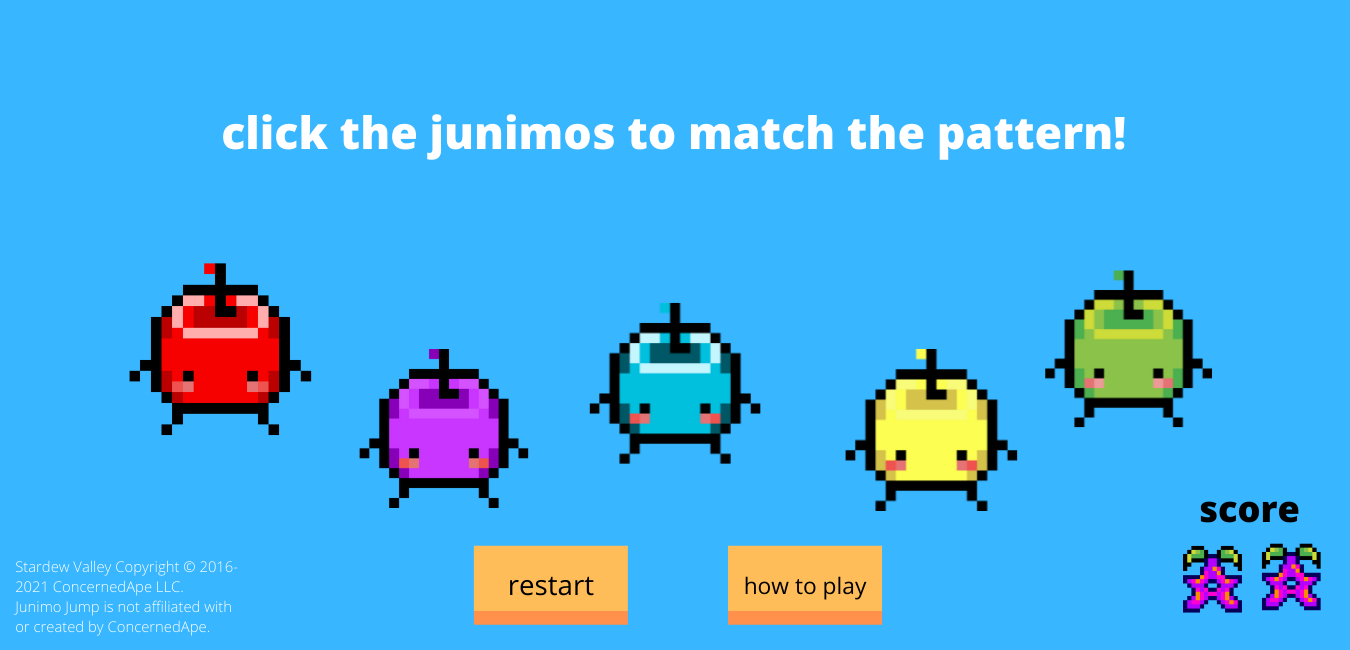 click the junimos to match the pattern!
score
restart
how to play
Stardew Valley Copyright © 2016-
2021 ConcernedApe LLC.
Junimo Jump is not affiliated with
or created by ConcernedApe.